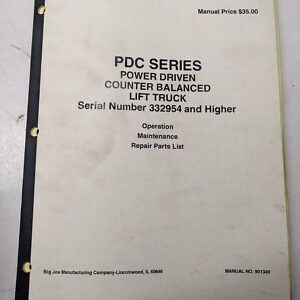 Manual Price $35.00
PDC SERIES
POWER DRIVEN
COUNTER BALANCED
LIFT TRUCK
Serial Number 332954 and Higher
Operation
Maintenance
Repair Parts List
Big Joe Manufacturing Company-Lincolnwood, IL 60646
MANUAL NO. 901349